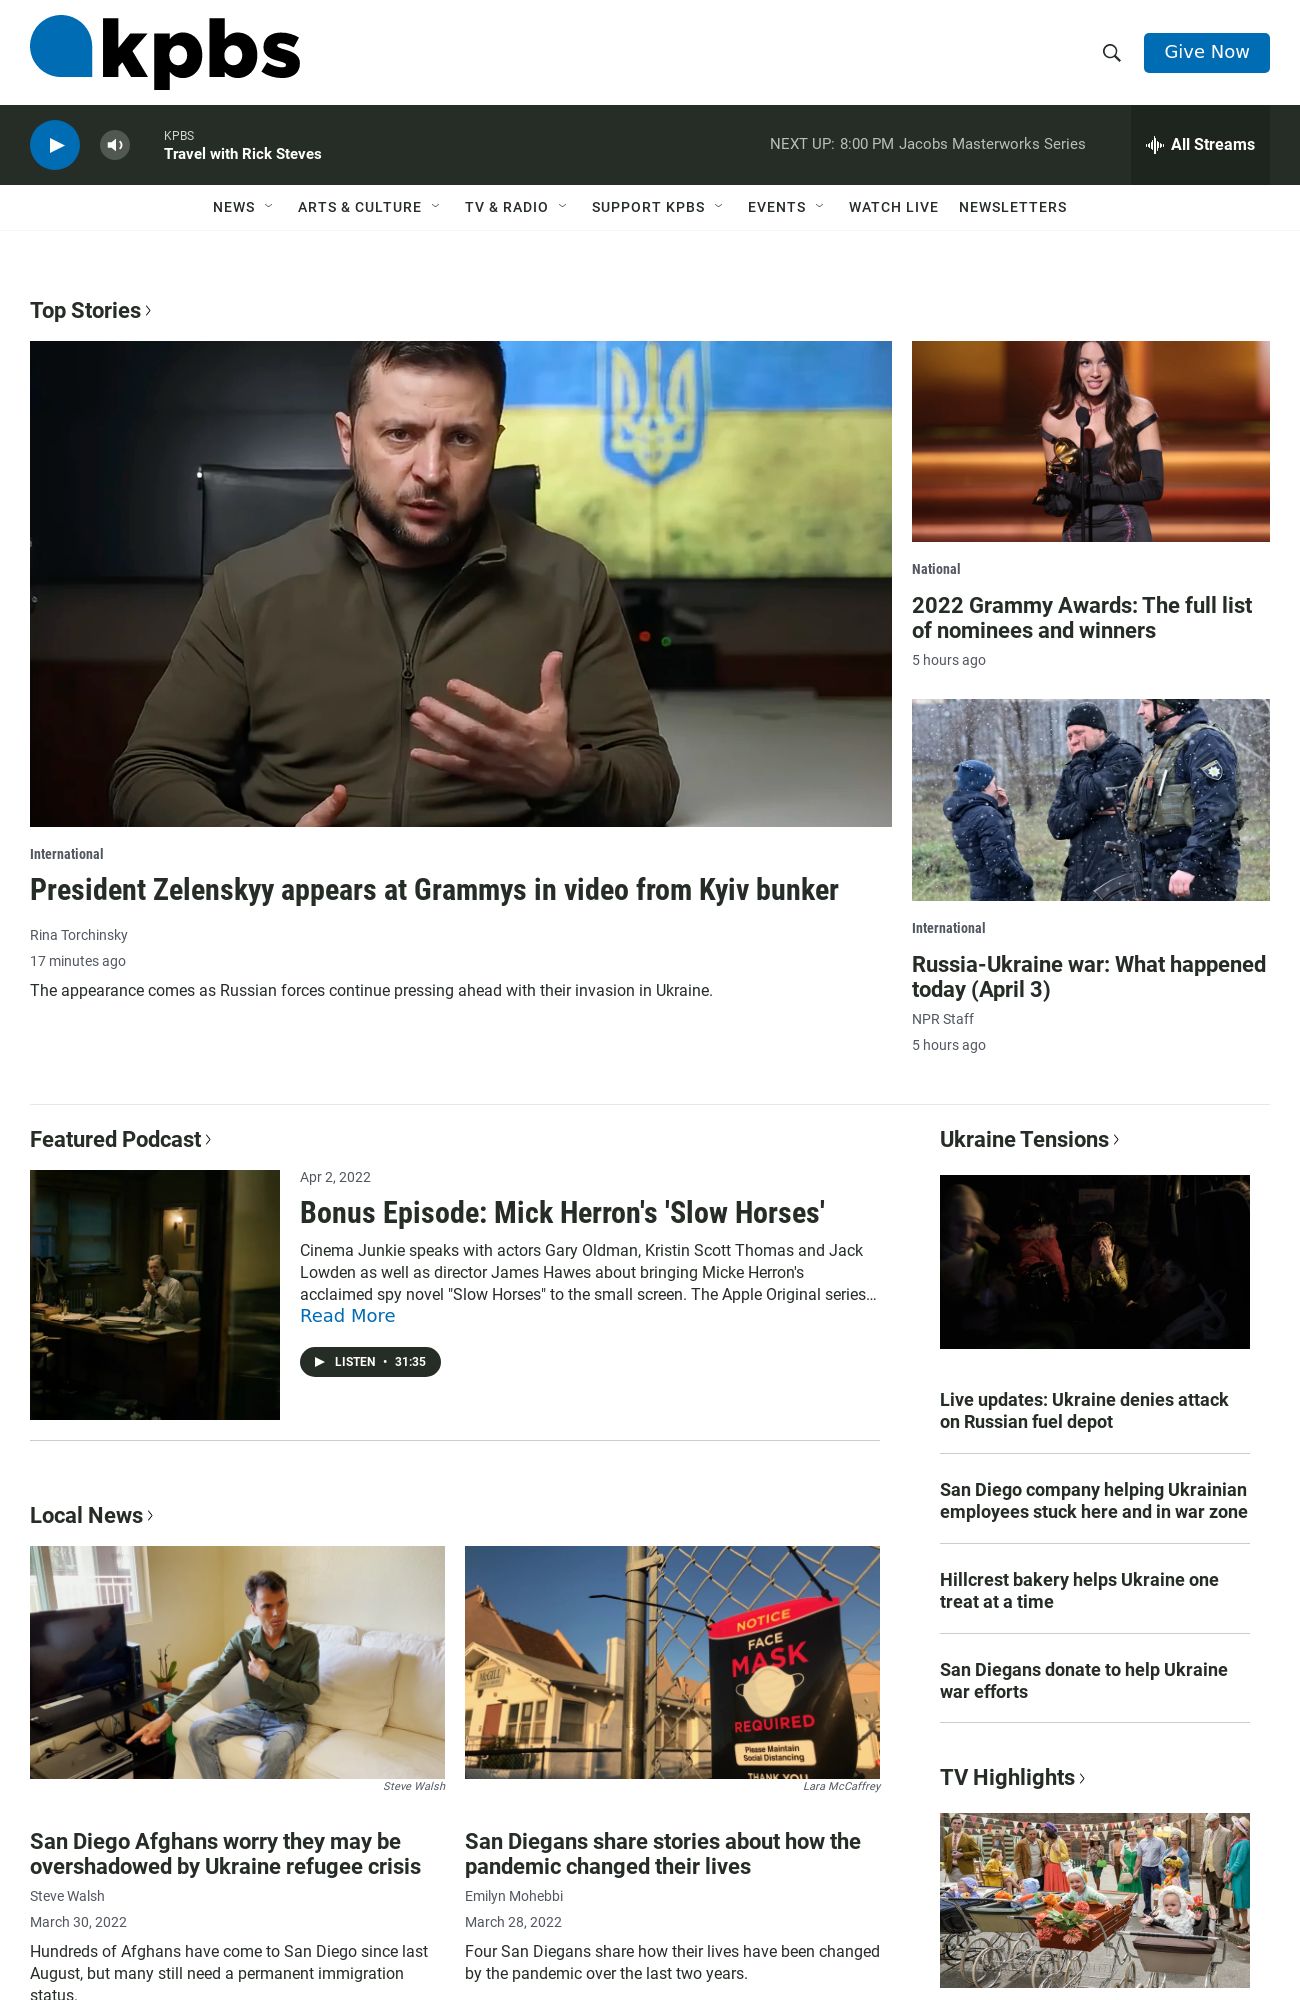 kpbs
Give Now
KPBS
Travel with Rick Steves
NEXT UP: 8:00 PM Jacobs Masterworks Series
All Streams
NEWS
ARTS & CULTURE
TV & RADIO
SUPPORT KPBS
EVENTS
WATCH LIVE
NEWSLETTERS
Top Stories
International
President Zelenskyy appears at Grammys in video from Kyiv bunker
Rina Torchinsky
17 minutes ago
The appearance comes as Russian forces continue pressing ahead with their invasion in Ukraine.
National
2022 Grammy Awards: The full list
of nominees and winners
5 hours ago
International
Russia-Ukraine war: What happened
today (April 3)
NPR Staff
5 hours ago
Featured Podcast
Apr 2, 2022
Bonus Episode: Mick Herron's 'Slow Horses'
Cinema Junkie speaks with actors Gary Oldman, Kristin Scott Thomas and Jack
Lowden as well as director James Hawes about bringing Micke Herron's
acclaimed spy novel "Slow Horses" to the small screen. The Apple Original series…
Read More
LISTEN • 31:35
Ukraine Tensions
Live updates: Ukraine denies attack
on Russian fuel depot
San Diego company helping Ukrainian
employees stuck here and in war zone
Hillcrest bakery helps Ukraine one
treat at a time
San Diegans donate to help Ukraine
war efforts
Local News
Steve Walsh
San Diego Afghans worry they may be
overshadowed by Ukraine refugee crisis
Steve Walsh
March 30, 2022
Hundreds of Afghans have come to San Diego since last
August, but many still need a permanent immigration
status.
McGILL
NOTICE
FACE
MASK
REQUIRED
Please Maintain
Social Distancing
THANK YOU
Lara McCaffrey
San Diegans share stories about how the
pandemic changed their lives
Emilyn Mohebbi
March 28, 2022
Four San Diegans share how their lives have been changed
by the pandemic over the last two years.
TV Highlights